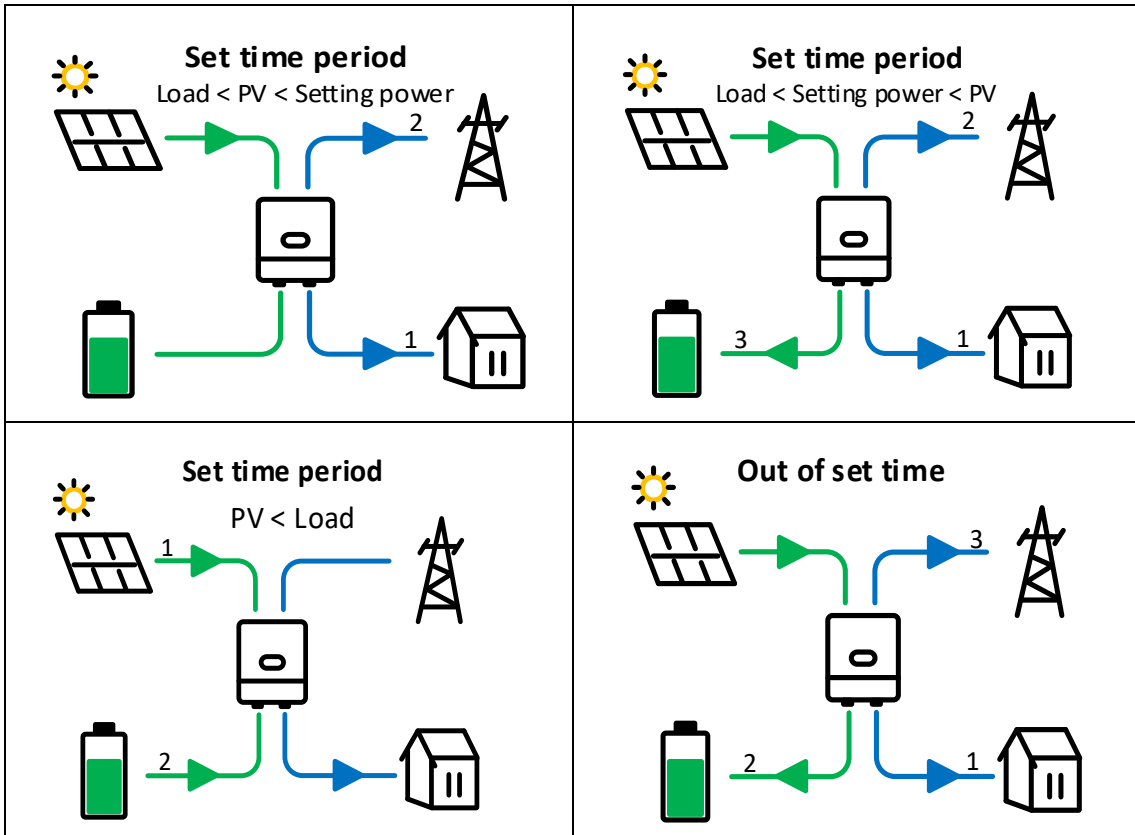 Set time period
Load < PV < Setting power
2
1
Set time period
Load < Setting power < PV
2
3
1
Set time period
PV < Load
1
2
Out of set time
3
2
1